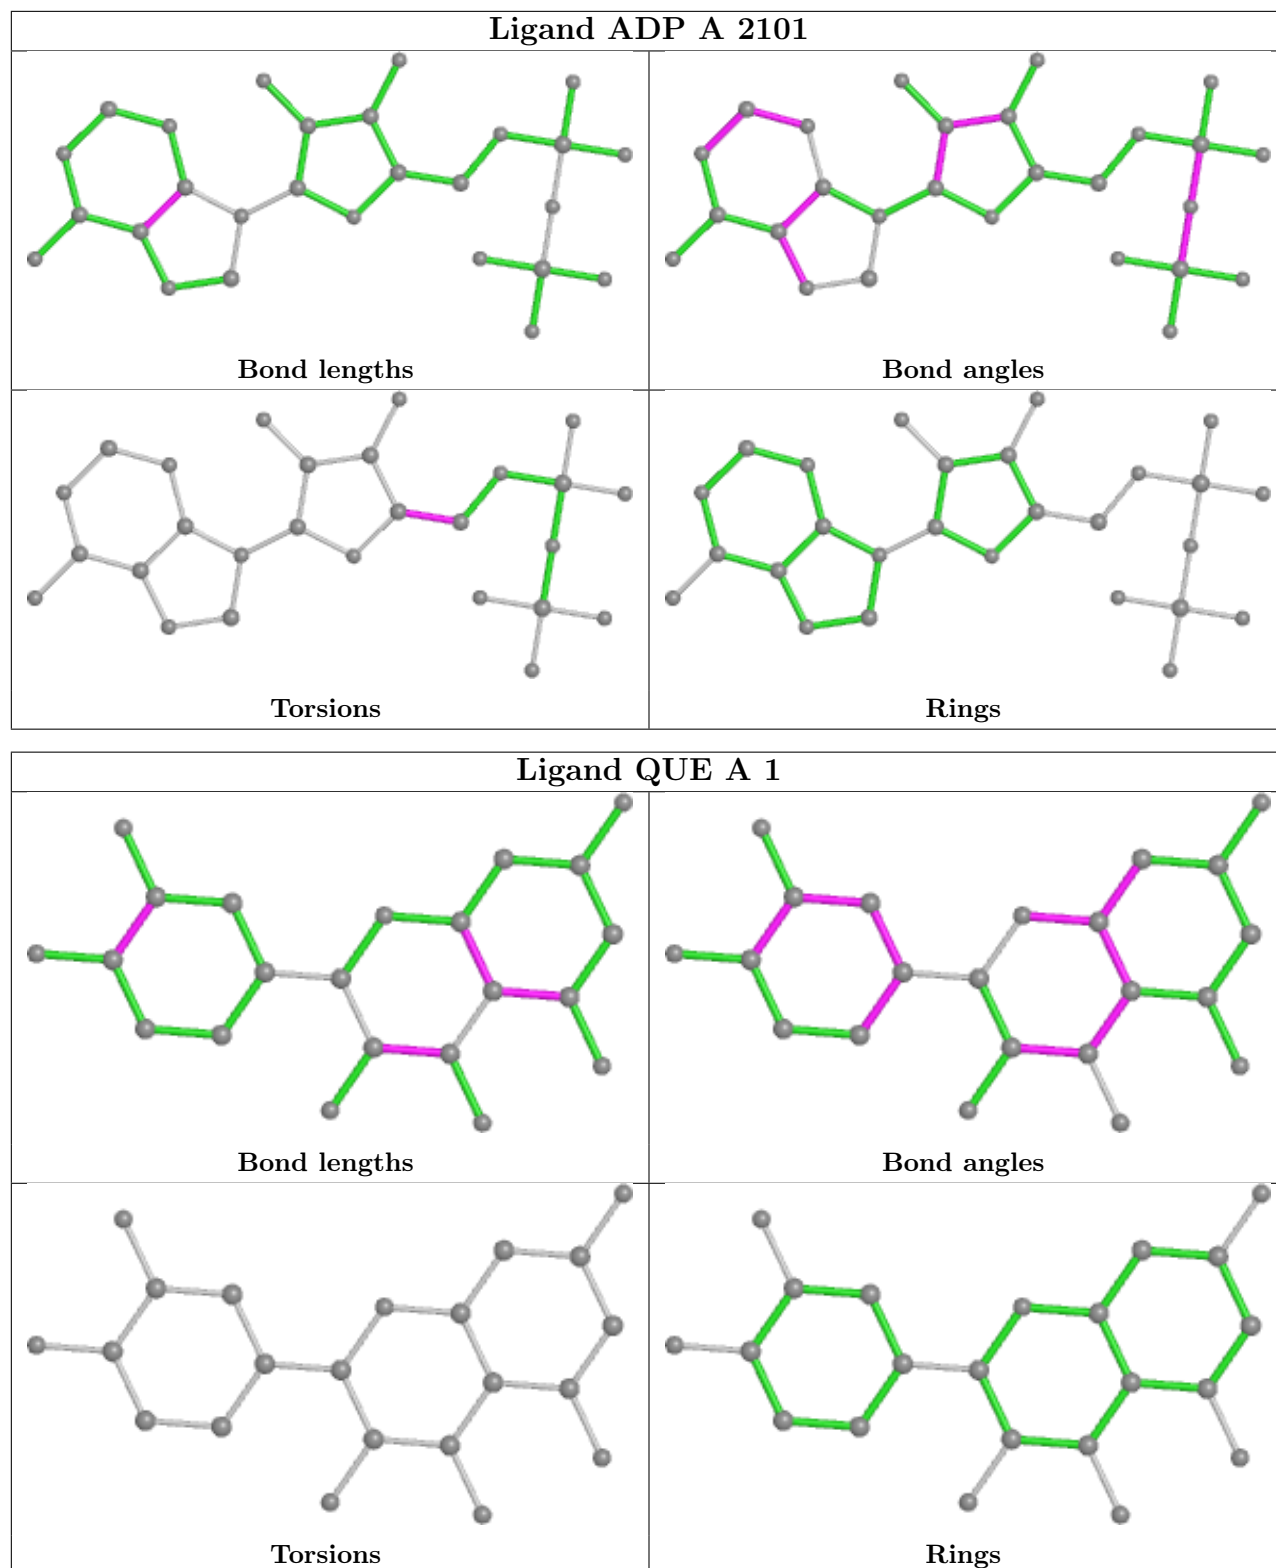 Ligand ADP A 2101
Bond lengths
Bond angles
Torsions
Rings
Ligand QUE A 1
Bond lengths
Bond angles
Torsions
Rings